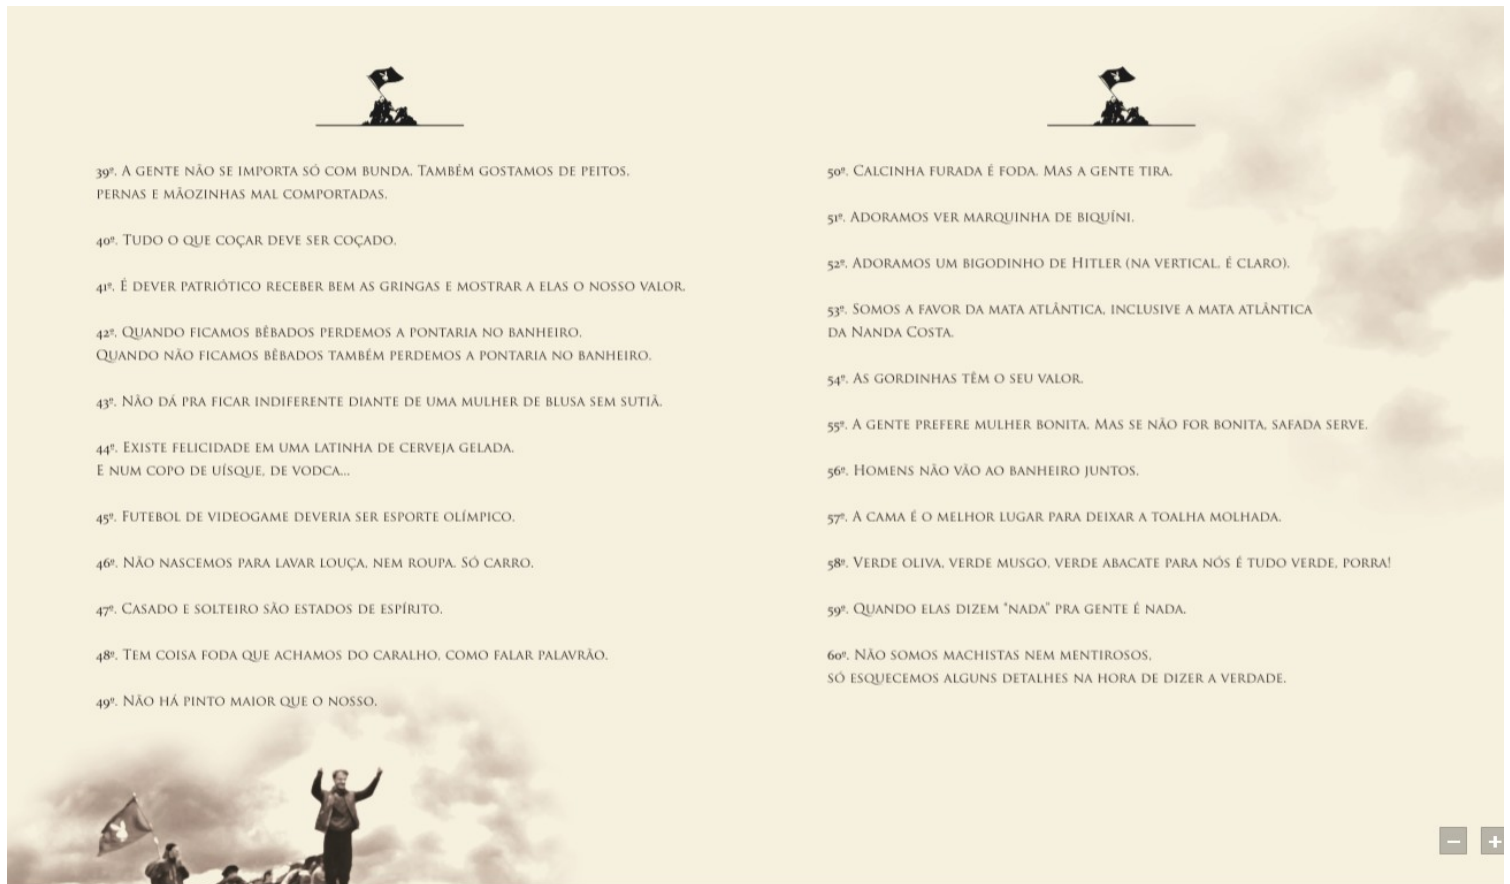 39º. A gente não se importa só com bunda. Também gostamos de peitos,
pernas e mãozinhas mal comportadas.
40º. Tudo o que coçar deve ser coçado.
41º. É dever patriótico receber bem as gringas e mostrar a elas o nosso valor.
42º. Quando ficamos bêbados perdemos a pontaria no banheiro.
Quando não ficamos bêbados também perdemos a pontaria no banheiro.
43º. Não dá pra ficar indiferente diante de uma mulher de blusa sem sutiã.
44º. Existe felicidade em uma latinha de cerveja gelada.
E num copo de uísque, de vodca...
45º. Futebol de videogame deveria ser esporte olímpico.
46º. Não nascemos para lavar louça, nem roupa. Só carro.
47º. Casado e solteiro são estados de espírito.
48º. Tem coisa foda que achamos do caralho, como falar palavrão.
49º. Não há pinto maior que o nosso.
50º. Calcinha furada é foda. Mas a gente tira.
51º. Adoramos ver marquinha de biquíni.
52º. Adoramos um bigodinho de Hitler (na vertical, é claro).
53º. Somos a favor da mata atlântica, inclusive a mata atlântica
da Nanda Costa.
54º. As gordinhas têm o seu valor.
55º. A gente prefere mulher bonita. Mas se não for bonita, safada serve.
56º. Homens não vão ao banheiro juntos.
57º. A cama é o melhor lugar para deixar a toalha molhada.
58º. Verde oliva, verde musgo, verde abacate para nós é tudo verde, porra!
59º. Quando elas dizem "nada" pra gente é nada.
60º. Não somos machistas nem mentirosos,
só esquecemos alguns detalhes na hora de dizer a verdade.